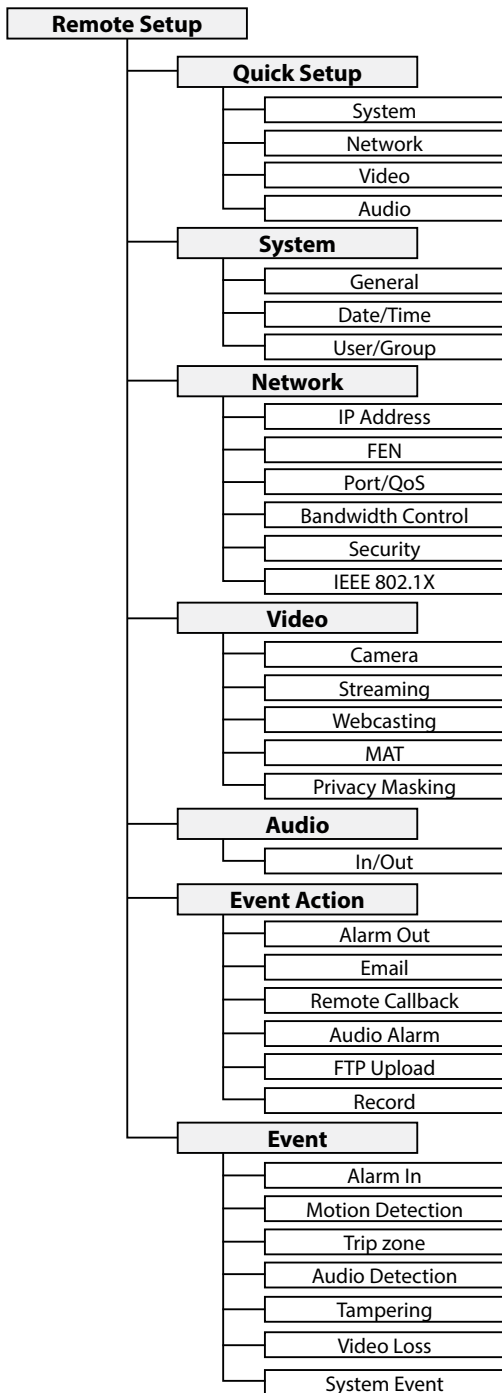 Remote Setup
Quick Setup
System
Network
Video
Audio
System
General
Date/Time
User/Group
Network
IP Address
FEN
Port/QoS
Bandwidth Control
Security
IEEE 802.1X
Video
Camera
Streaming
Webcasting
MAT
Privacy Masking
Audio
In/Out
Event Action
Alarm Out
Email
Remote Callback
Audio Alarm
FTP Upload
Record
Event
Alarm In
Motion Detection
Trip zone
Audio Detection
Tampering
Video Loss
System Event